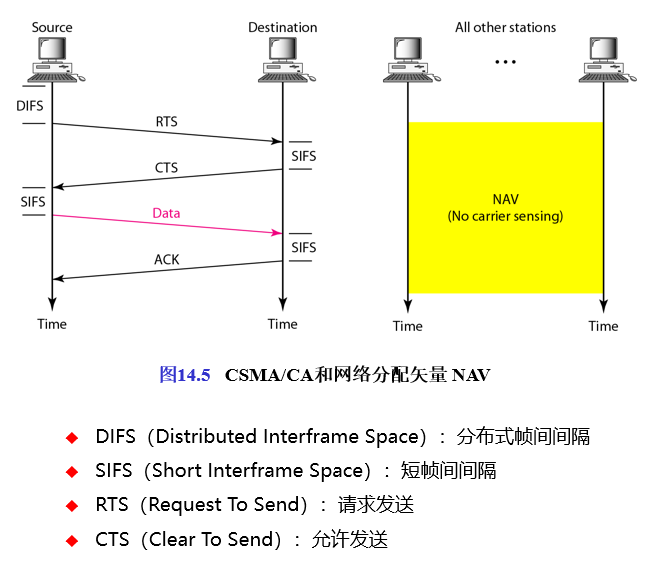 Source
Destination
All other stations
...
DIFS
RTS
SIFS
CTS
SIFS
Data
SIFS
ACK
NAV
(No carrier sensing)
Time
Time
Time
Time
图14.5 CSMA/CA和网络分配矢量 NAV
DIFS（Distributed Interframe Space）：分布式帧间间隔
SIFS（Short Interframe Space）：短帧间间隔
RTS（Request To Send）：请求发送
CTS（Clear To Send）：允许发送